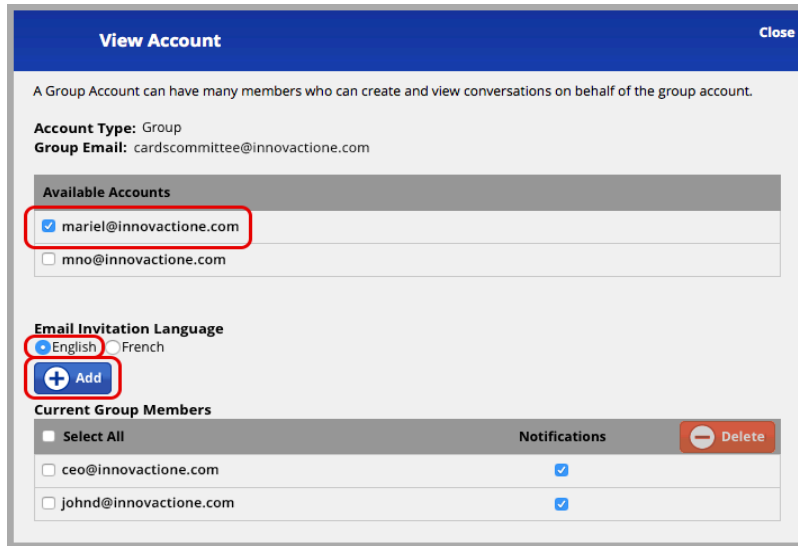 View Account
Close
A Group Account can have many members who can create and view conversations on behalf of the group account.
Account Type: Group
Group Email: cardscommittee@innovactione.com
Available Accounts
mariel@innovactione.com
mno@innovactione.com
Email Invitation Language
English French
Add
Current Group Members
Select All Notifications Delete
ceo@innovactione.com
johnd@innovactione.com